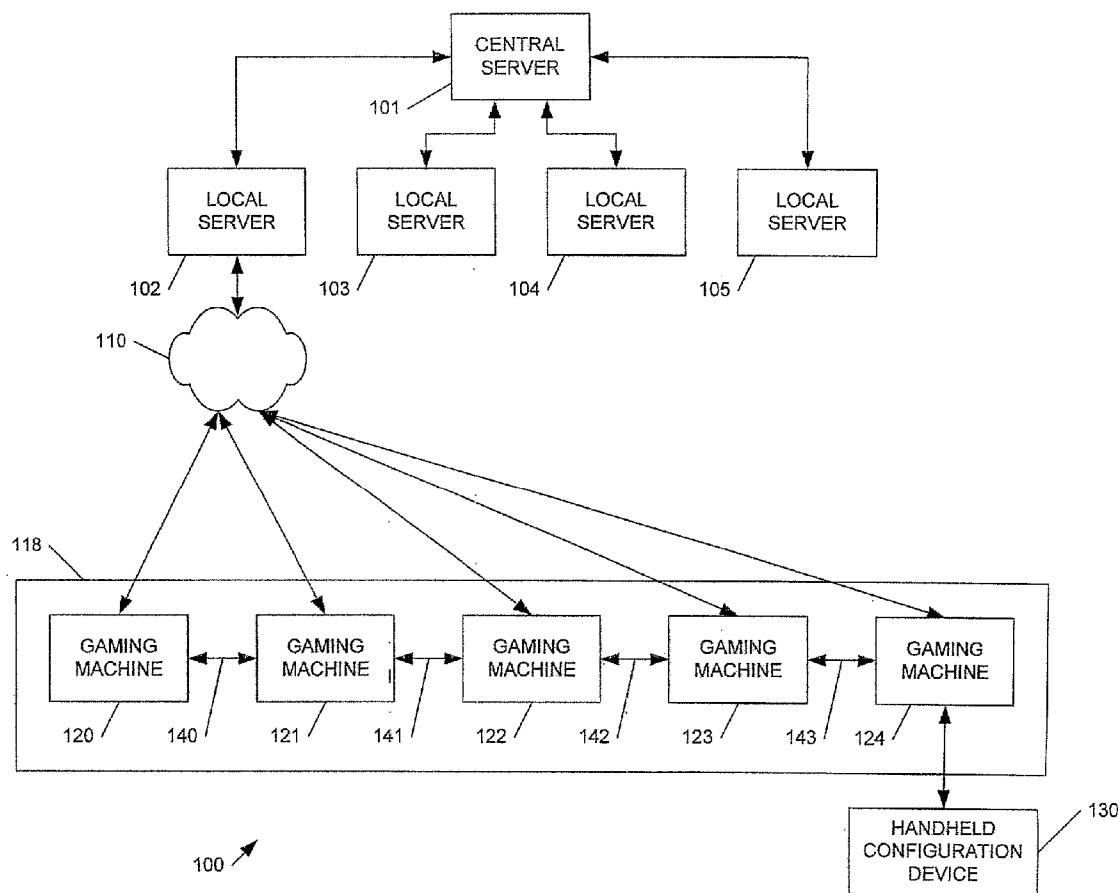 CENTRAL
SERVER
101
LOCAL
SERVER
LOCAL
SERVER
LOCAL
SERVER
LOCAL
SERVER
102
103
104
105
110
118
GAMING
MACHINE
GAMING
MACHINE
GAMING
MACHINE
GAMING
MACHINE
GAMING
MACHINE
120
140
121
141
122
142
123
143
124
100
HANDHELD
CONFIGURATION
DEVICE
130